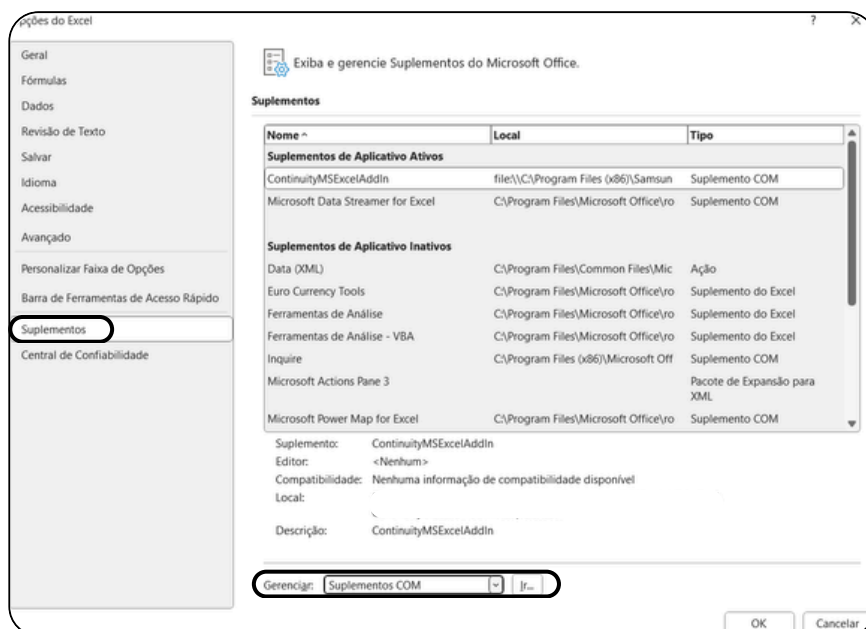 pções do Excel ? ×
Geral
Fórmulas
Dados
Revisão de Texto
Salvar
Idioma
Acessibilidade
Avançado
Personalizar Faixa de Opções
Barra de Ferramentas de Acesso Rápido
Suplementos
Central de Confiabilidade
Exiba e gerencie Suplementos do Microsoft Office.
Suplementos
Nome Local Tipo
Suplementos de Aplicativo Ativos
ContinuityMSExcelAddIn file:\\C:\Program Files (x86)\Samsun Suplemento COM
Microsoft Data Streamer for Excel C:\Program Files\Microsoft Office\ro Suplemento COM
Suplementos de Aplicativo Inativos
Data (XML) C:\Program Files\Common Files\Mic Ação
Euro Currency Tools C:\Program Files\Microsoft Office\ro Suplemento do Excel
Ferramentas de Análise C:\Program Files\Microsoft Office\ro Suplemento do Excel
Ferramentas de Análise - VBA C:\Program Files\Microsoft Office\ro Suplemento do Excel
Inquire C:\Program Files (x86)\Microsoft Off Suplemento COM
Microsoft Actions Pane 3 Pacote de Expansão para
XML
Microsoft Power Map for Excel C:\Program Files\Microsoft Office\ro Suplemento COM
Suplemento: ContinuityMSExcelAddIn
Editor: <Nenhum>
Compatibilidade: Nenhuma informação de compatibilidade disponível
Local:
Descrição: ContinuityMSExcelAddIn
Gerenciar: Suplementos COM Ir...
OK Cancelar